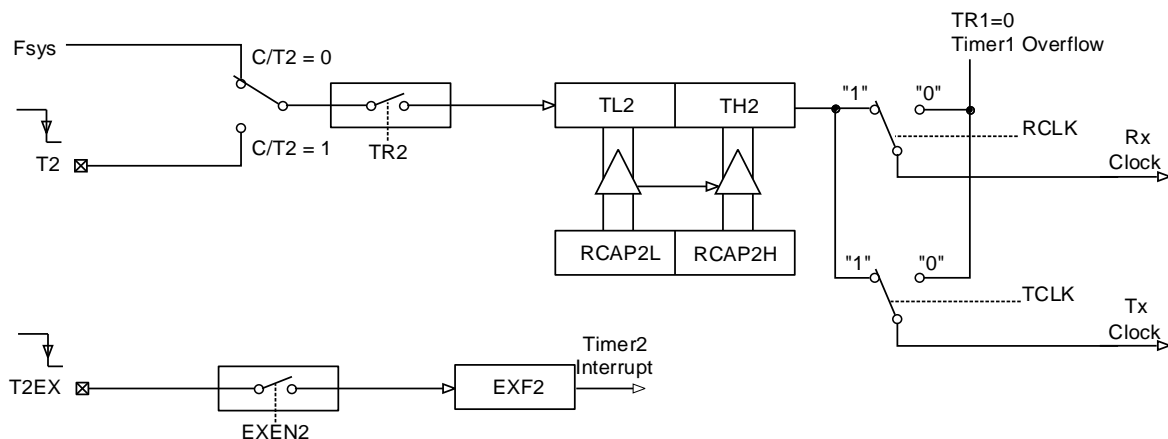 Fsys
C/T2 = 0
T2
C/T2 = 1
TR2
TL2
TH2
RCAP2L
RCAP2H
TR1=0
Timer1 Overflow
"1"
"0"
RCLK
Rx
Clock
"1"
"0"
TCLK
Tx
Clock
T2EX
EXEN2
EXF2
Timer2
Interrupt